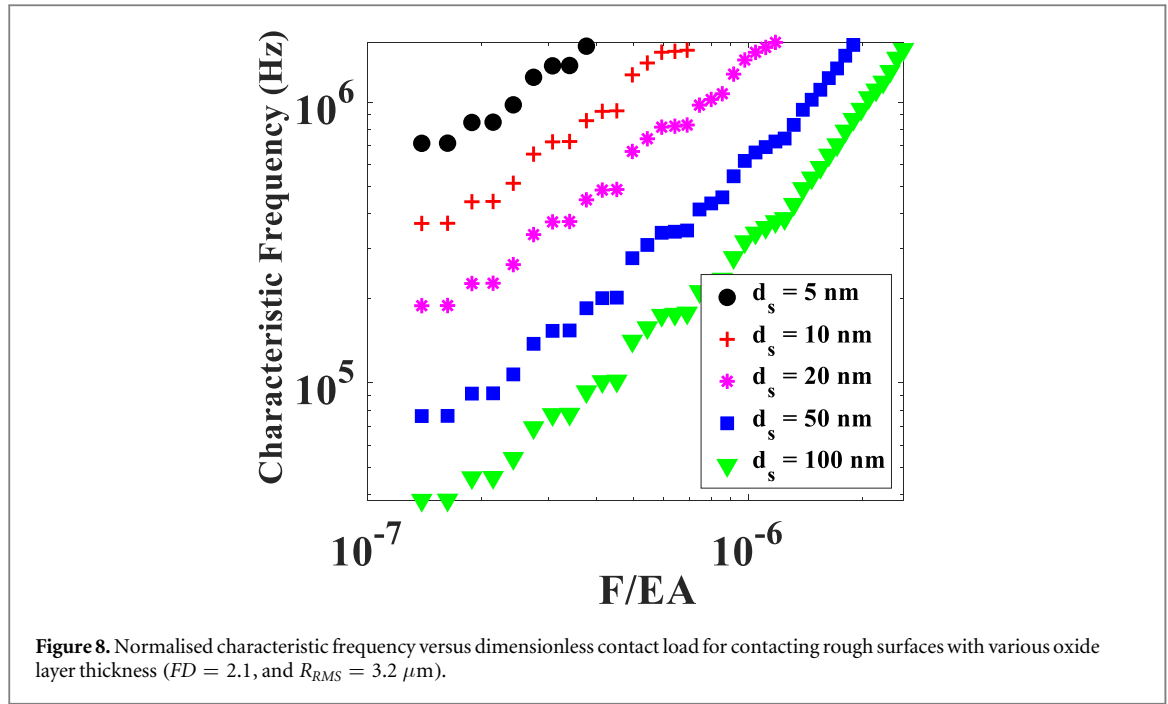 Characteristic Frequency (Hz)
10^6
10^5
d_s = 5 nm
d_s = 10 nm
d_s = 20 nm
d_s = 50 nm
d_s = 100 nm
10^-7
10^-6
F/EA
Figure 8. Normalised characteristic frequency versus dimensionless contact load for contacting rough surfaces with various oxide
layer thickness (FD = 2.1, and R_RMS = 3.2 μm).